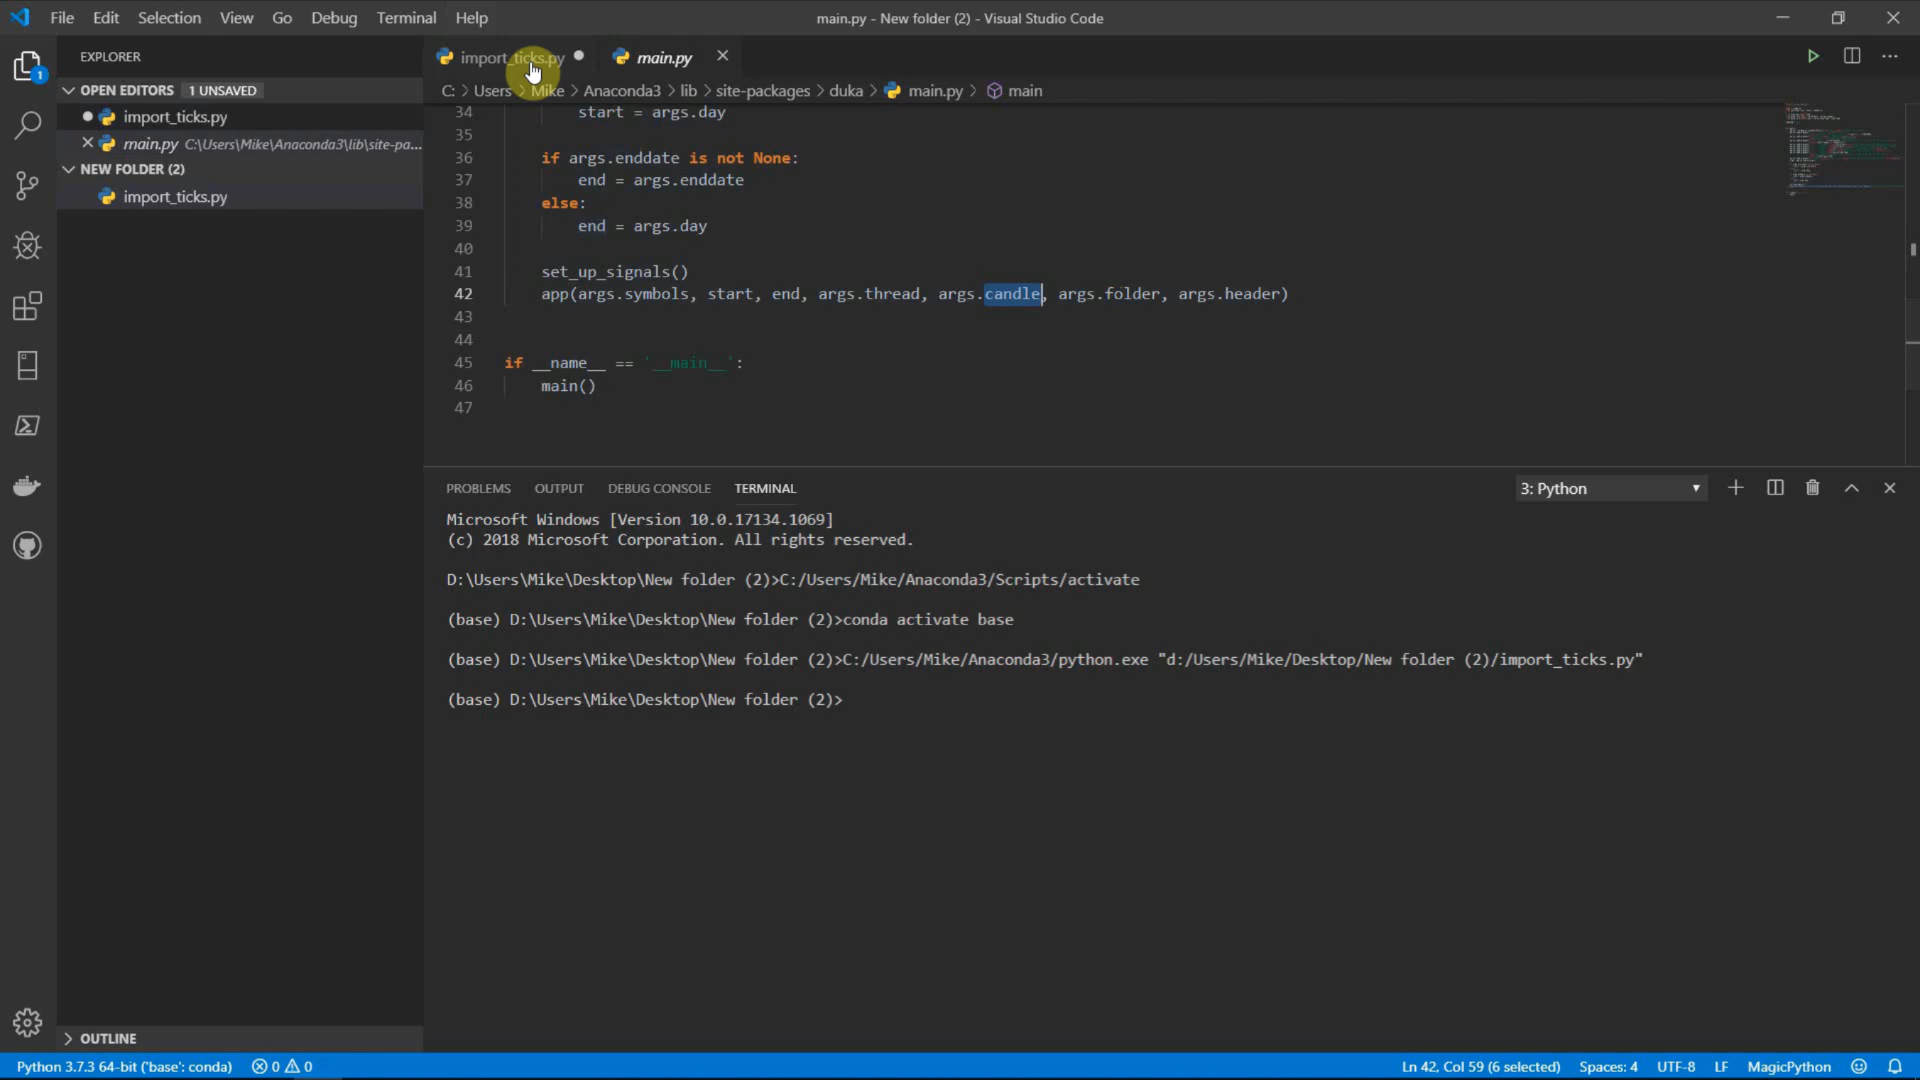 File Edit Selection View Go Debug Terminal Help
main.py - New folder (2) - Visual Studio Code
EXPLORER
OPEN EDITORS 1 UNSAVED
import_ticks.py
main.py C:\Users\Mike\Anaconda3\lib\site-pa...
NEW FOLDER (2)
import_ticks.py
OUTLINE
1
import_ticks.py main.py
C: > Users > Mike > Anaconda3 > lib > site-packages > duka > main.py > main
34 start = args.day
35
36 if args.enddate is not None:
37 end = args.enddate
38 else:
39 end = args.day
40
41 set_up_signals()
42 app(args.symbols, start, end, args.thread, args.candle, args.folder, args.header)
43
44
45 if __name__ == '__main__':
46 main()
47
PROBLEMS OUTPUT DEBUG CONSOLE TERMINAL 3: Python
Microsoft Windows [Version 10.0.17134.1069]
(c) 2018 Microsoft Corporation. All rights reserved.
D:\Users\Mike\Desktop\New folder (2)>C:/Users/Mike/Anaconda3/Scripts/activate
(base) D:\Users\Mike\Desktop\New folder (2)>conda activate base
(base) D:\Users\Mike\Desktop\New folder (2)>C:/Users/Mike/Anaconda3/python.exe "d:/Users/Mike/Desktop/New folder (2)/import_ticks.py"
(base) D:\Users\Mike\Desktop\New folder (2)>
Python 3.7.3 64-bit ('base': conda) 0 0 Ln 42, Col 59 (6 selected) Spaces: 4 UTF-8 LF MagicPython